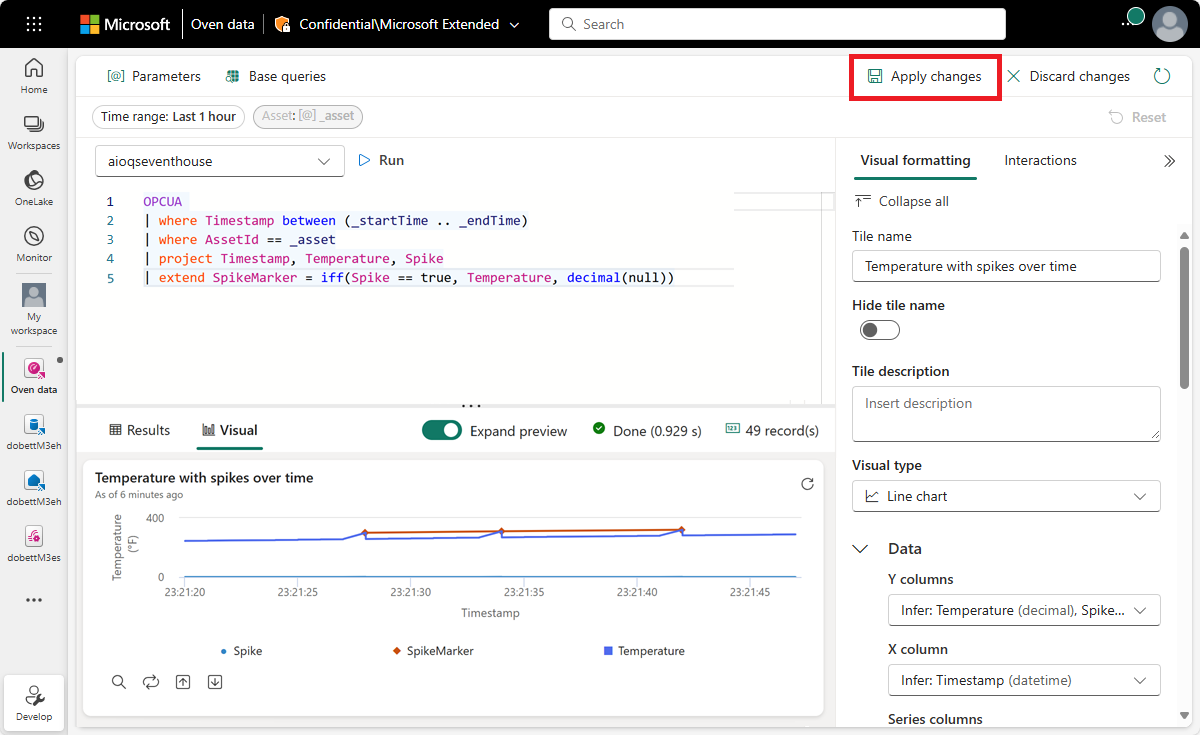 Microsoft
Oven data
Confidential\Microsoft Extended
Search
Home
Workspaces
OneLake
Monitor
My
workspace
Oven data
dobettM3eh
dobettM3eh
dobettM3es
Develop
Parameters
Base queries
Apply changes
Discard changes
Time range: Last 1 hour
Asset: [@] _asset
Reset
aioqseventhouse
Run
1 OPCUA
2 | where Timestamp between (_startTime .. _endTime)
3 | where AssetId == _asset
4 | project Timestamp, Temperature, Spike
5 | extend SpikeMarker = iff(Spike == true, Temperature, decimal(null))
Results
Visual
Expand preview
Done (0.929 s)
49 record(s)
Temperature with spikes over time
As of 6 minutes ago
Temperature
(°F)
400
0
23:21:20
23:21:25
23:21:30
23:21:35
23:21:40
23:21:45
Timestamp
Spike
SpikeMarker
Temperature
Visual formatting
Interactions
Collapse all
Tile name
Temperature with spikes over time
Hide tile name
Tile description
Insert description
Visual type
Line chart
Data
Y columns
Infer: Temperature (decimal), Spike...
X column
Infer: Timestamp (datetime)
Series columns